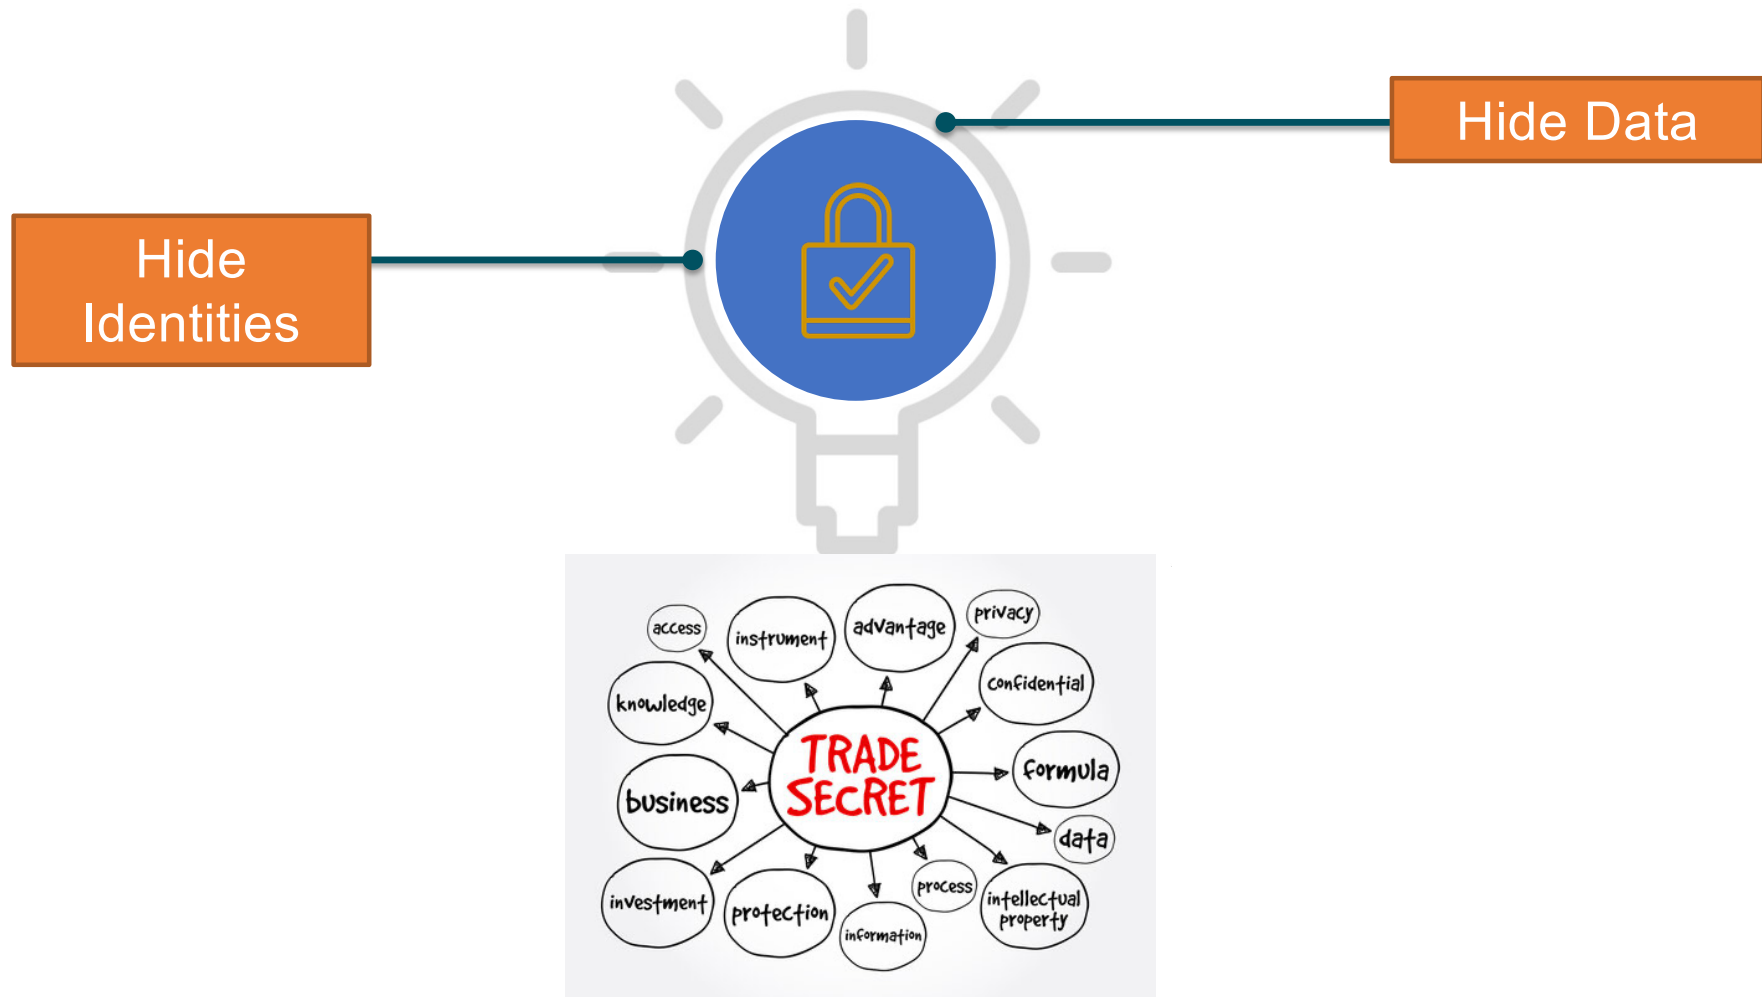 Hide Data
Hide
Identities
access
instrument
advantage
privacy
knowledge
confidential
TRADE
SECRET
formula
business
data
investment
protection
information
process
intellectual
property